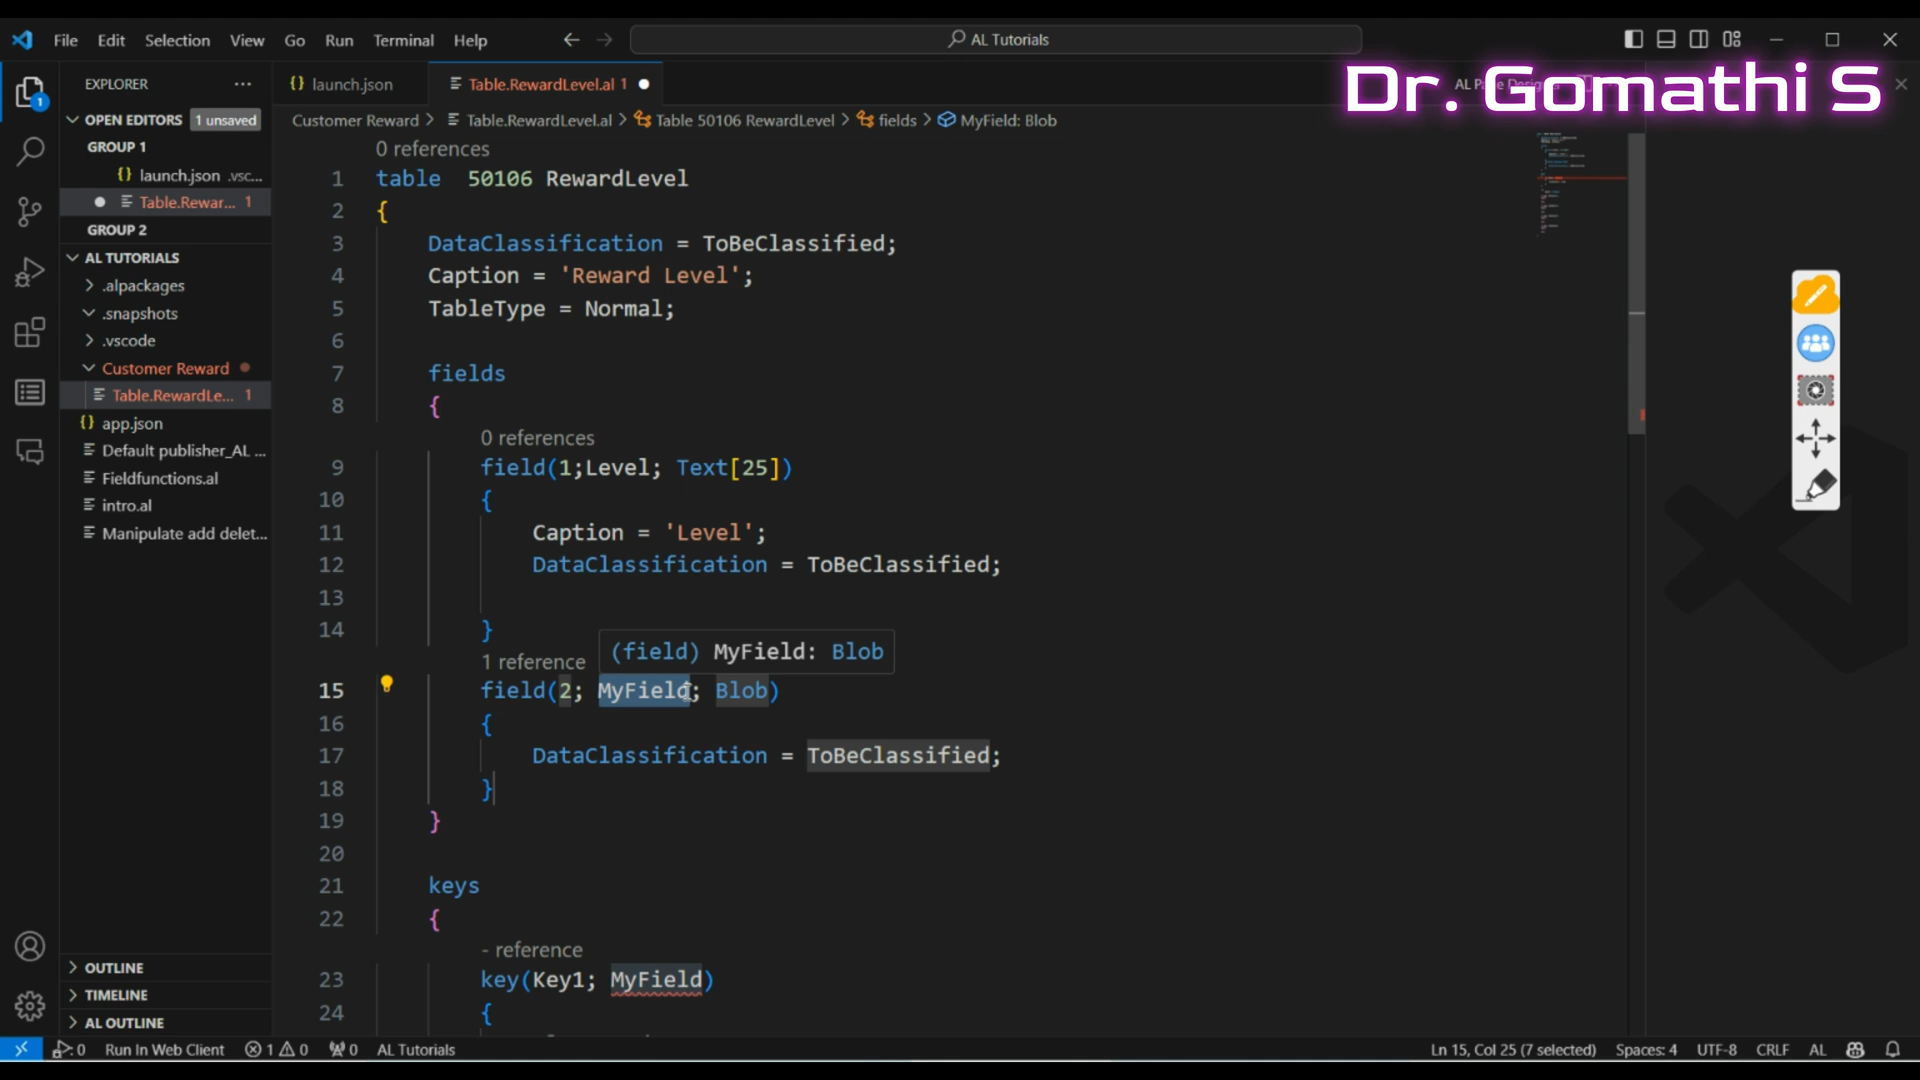 File Edit Selection View Go Run Terminal Help
AL Tutorials
Dr. Gomathi S
EXPLORER
OPEN EDITORS 1 unsaved
GROUP 1
{} launch.json .vsc...
Table.Rewar... 1
GROUP 2
AL TUTORIALS
.alpackages
.snapshots
.vscode
Customer Reward
Table.RewardLe... 1
{} app.json
Default publisher_AL ...
Fieldfunctions.al
intro.al
Manipulate add delet...
OUTLINE
TIMELINE
AL OUTLINE
{} launch.json
Table.RewardLevel.al 1
Customer Reward > Table.RewardLevel.al > Table 50106 RewardLevel > fields > MyField: Blob
0 references
1 table 50106 RewardLevel
2 {
3 DataClassification = ToBeClassified;
4 Caption = 'Reward Level';
5 TableType = Normal;
6
7 fields
8 {
0 references
9 field(1;Level; Text[25])
10 {
11 Caption = 'Level';
12 DataClassification = ToBeClassified;
13
14 }
(field) MyField: Blob
1 reference
15 field(2; MyField; Blob)
16 {
17 DataClassification = ToBeClassified;
18 }
19 }
20
21 keys
22 {
- reference
23 key(Key1; MyField)
24 {
0 Run In Web Client 1 0 0 AL Tutorials
Ln 15, Col 25 (7 selected) Spaces: 4 UTF-8 CRLF AL